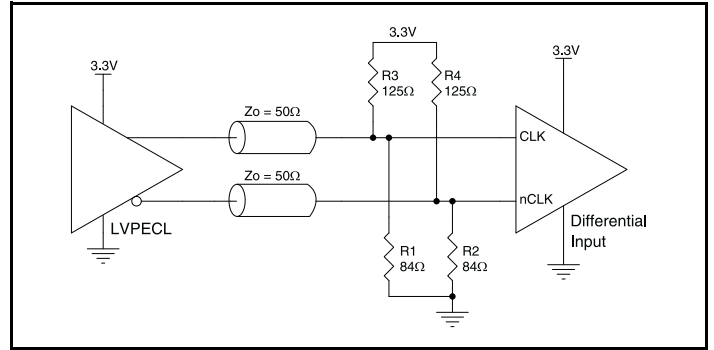 3.3V
3.3V
3.3V
R3
125Ω
R4
125Ω
Zo = 50Ω
CLK
Zo = 50Ω
nCLK
LVPECL
Differential
Input
R1
84Ω
R2
84Ω